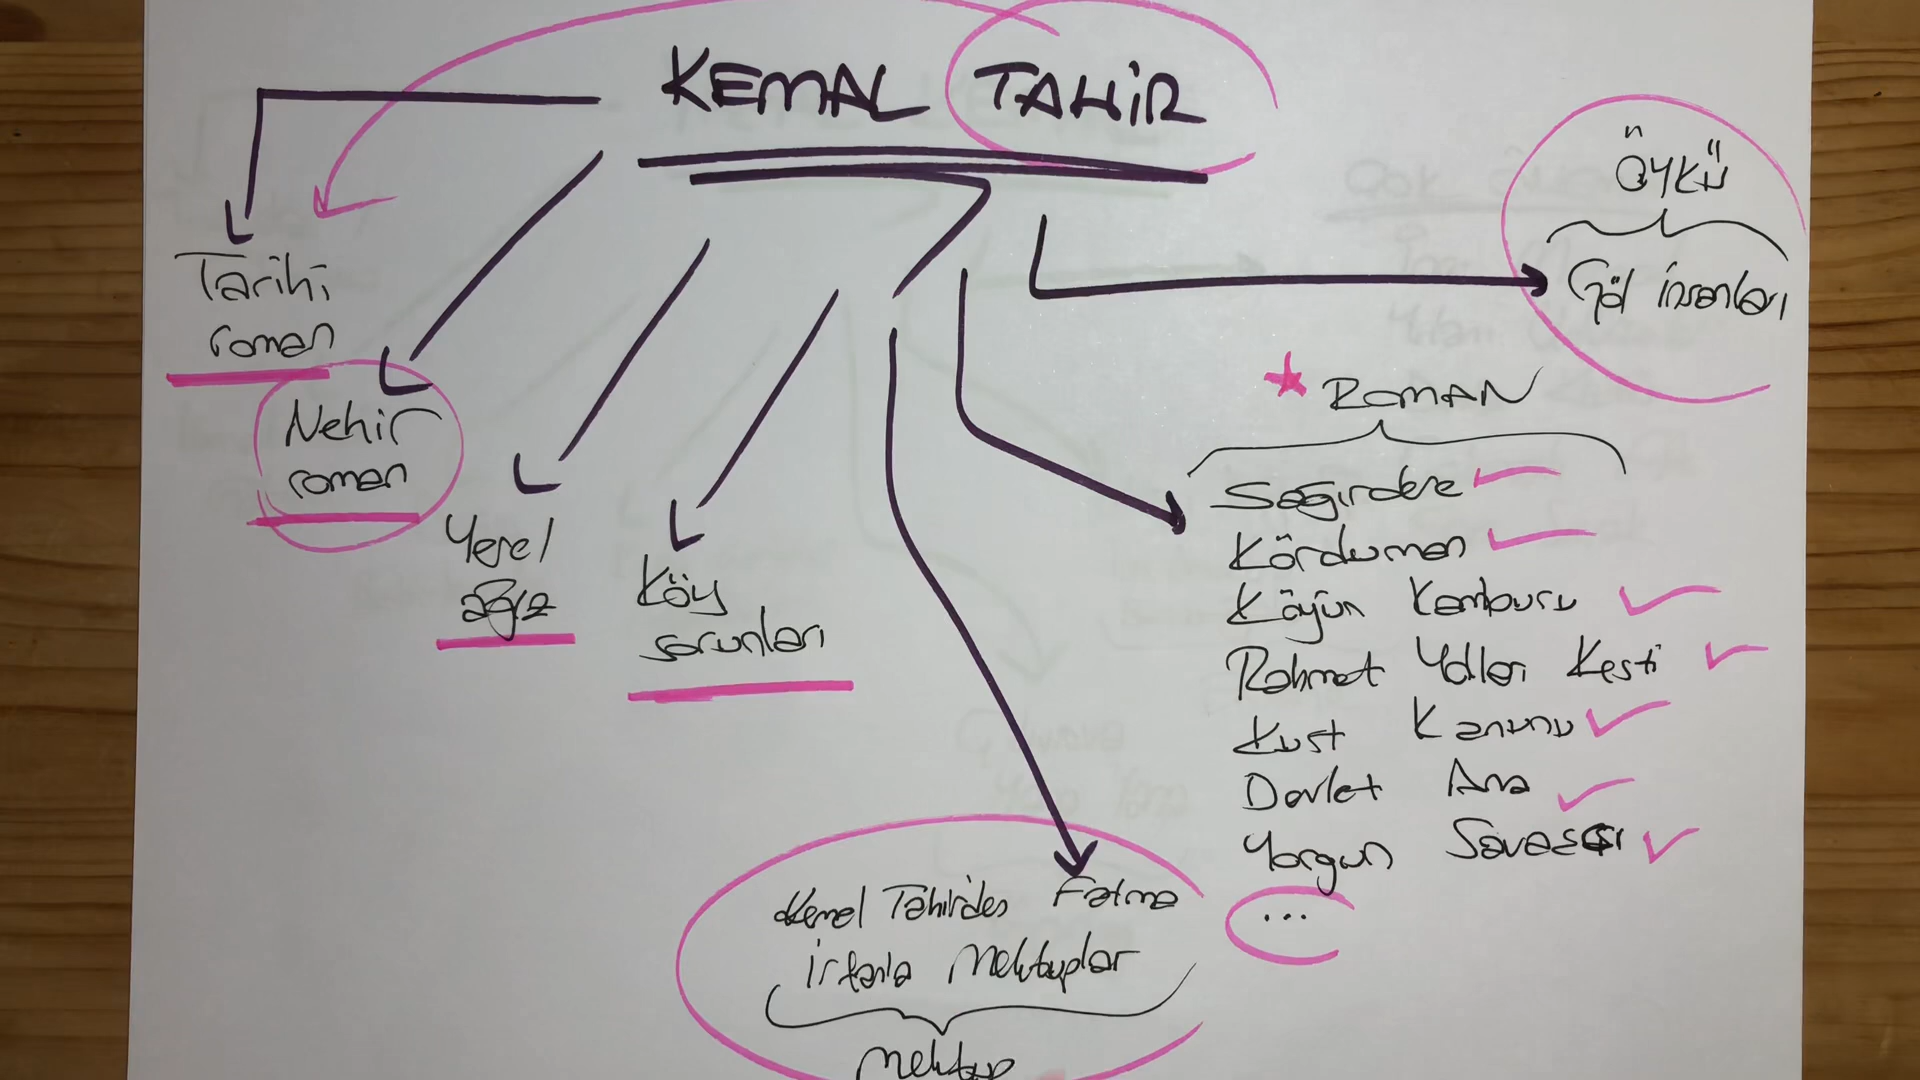 KEMAL TAHİR
Tarihi
roman
Nehir
roman
Yerel
ağız
Köy
sorunları
Kemal Tahir'den Fatma
İrfan'a Mektuplar
Mektup
ROMAN
Sağırdere
Körduman
Köyün Kamburu
Rahmet Yolları Kesti
Kurt Kanunu
Devlet Ana
Yorgun Savaşçı
...
ÖYKÜ
Göl İnsanları